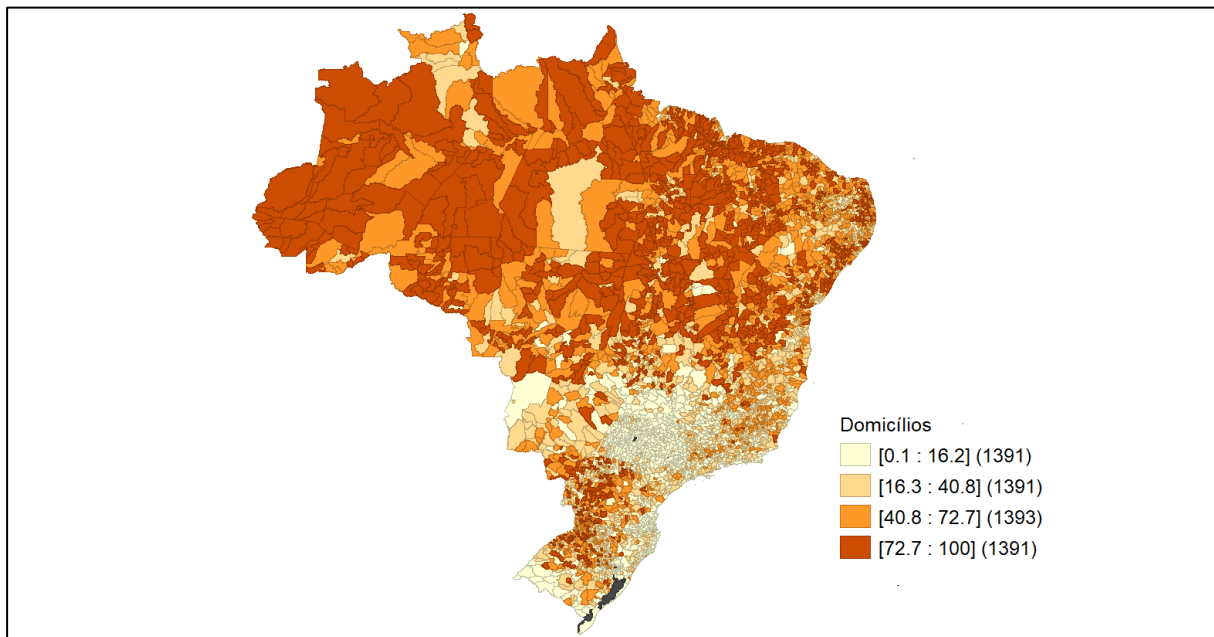 Domicílios
[0.1 : 16.2] (1391)
[16.3 : 40.8] (1391)
[40.8 : 72.7] (1393)
[72.7 : 100] (1391)